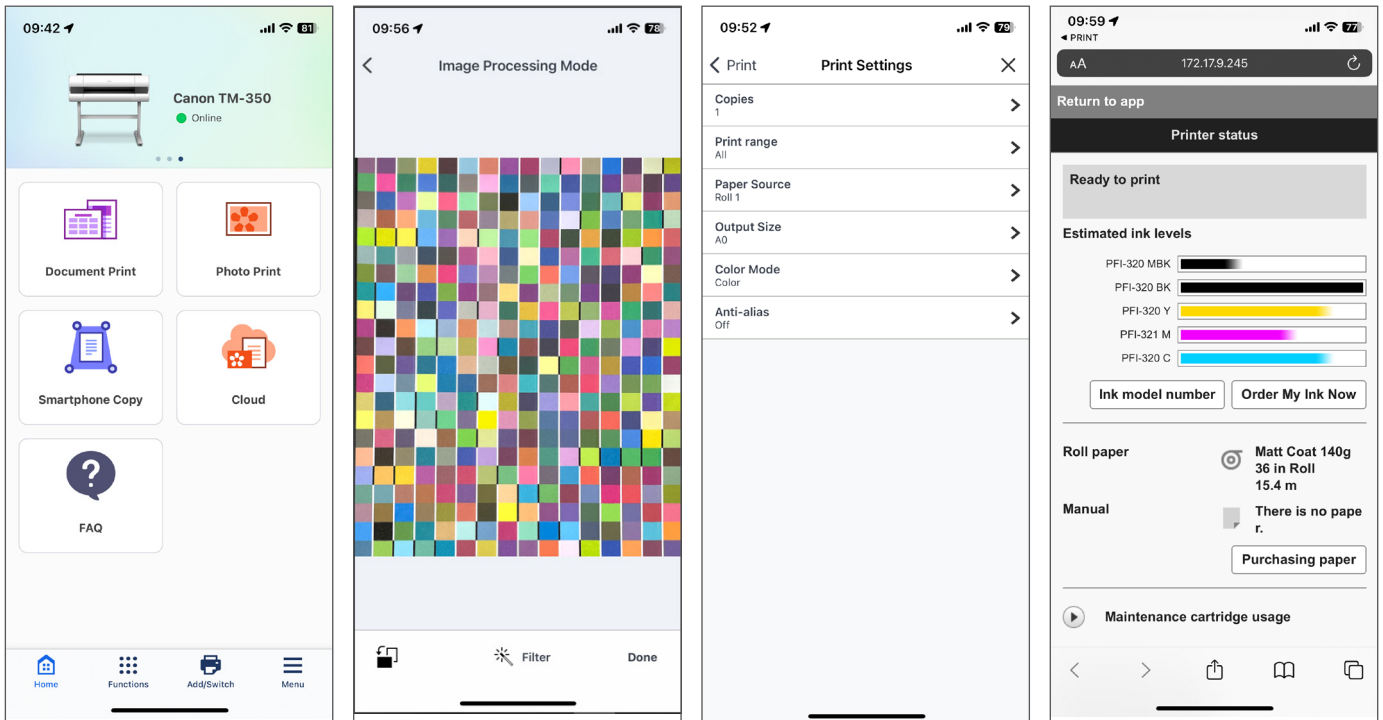 09:42
81
Canon TM-350
Online
Document Print
Photo Print
Smartphone Copy
Cloud
?
FAQ
Home
Functions
Add/Switch
Menu
09:56
78
Image Processing Mode
Filter
Done
09:52
79
Print
Print Settings
Copies
1
Print range
All
Paper Source
Roll 1
Output Size
A0
Color Mode
Color
Anti-alias
Off
09:59
77
PRINT
AA
172.17.9.245
Return to app
Printer status
Ready to print
Estimated ink levels
PFI-320 MBK
PFI-320 BK
PFI-320 Y
PFI-321 M
PFI-320 C
Ink model number
Order My Ink Now
Roll paper
Matt Coat 140g
36 in Roll
15.4 m
Manual
There is no pape
r.
Purchasing paper
Maintenance cartridge usage